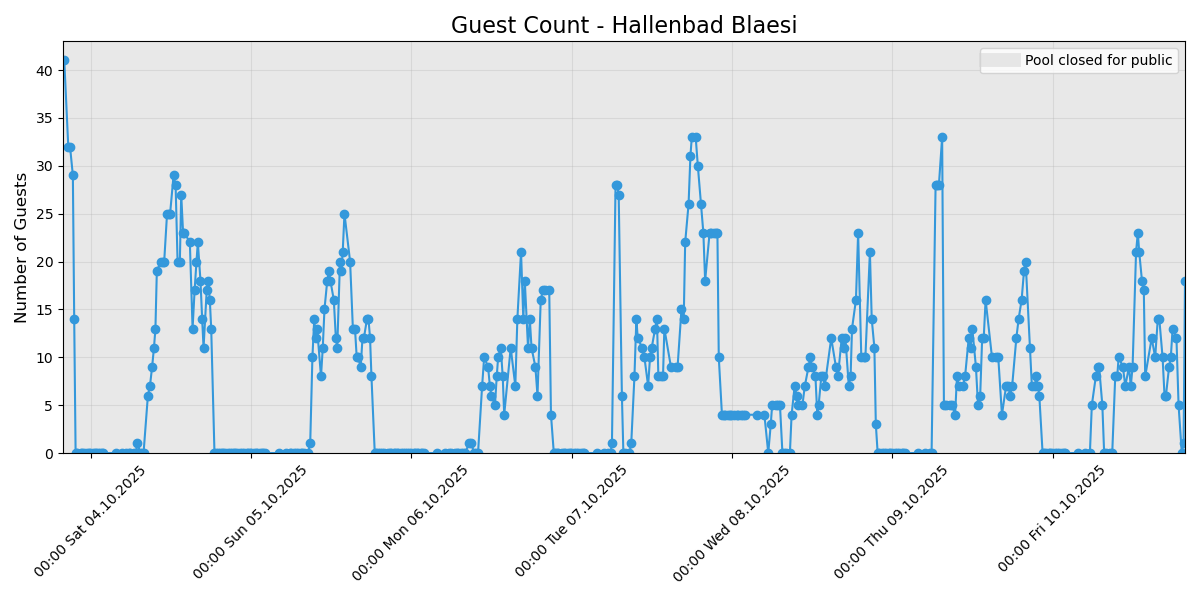 Guest Count - Hallenbad Blaesi
Pool closed for public
Number of Guests
40
35
30
25
20
15
10
5
0
00:00 Sat 04.10.2025
00:00 Sun 05.10.2025
00:00 Mon 06.10.2025
00:00 Tue 07.10.2025
00:00 Wed 08.10.2025
00:00 Thu 09.10.2025
00:00 Fri 10.10.2025